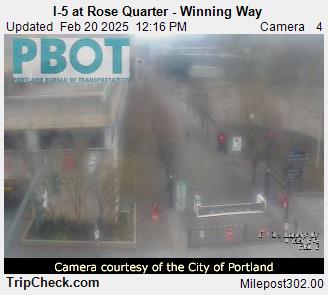 I-5 at Rose Quarter - Winning Way
Updated Feb 20 2025 12:16 PM Camera 4
PBOT
PORTLAND BUREAU OF TRANSPORTATION
Camera courtesy of the City of Portland
TripCheck.com Milepost302.00